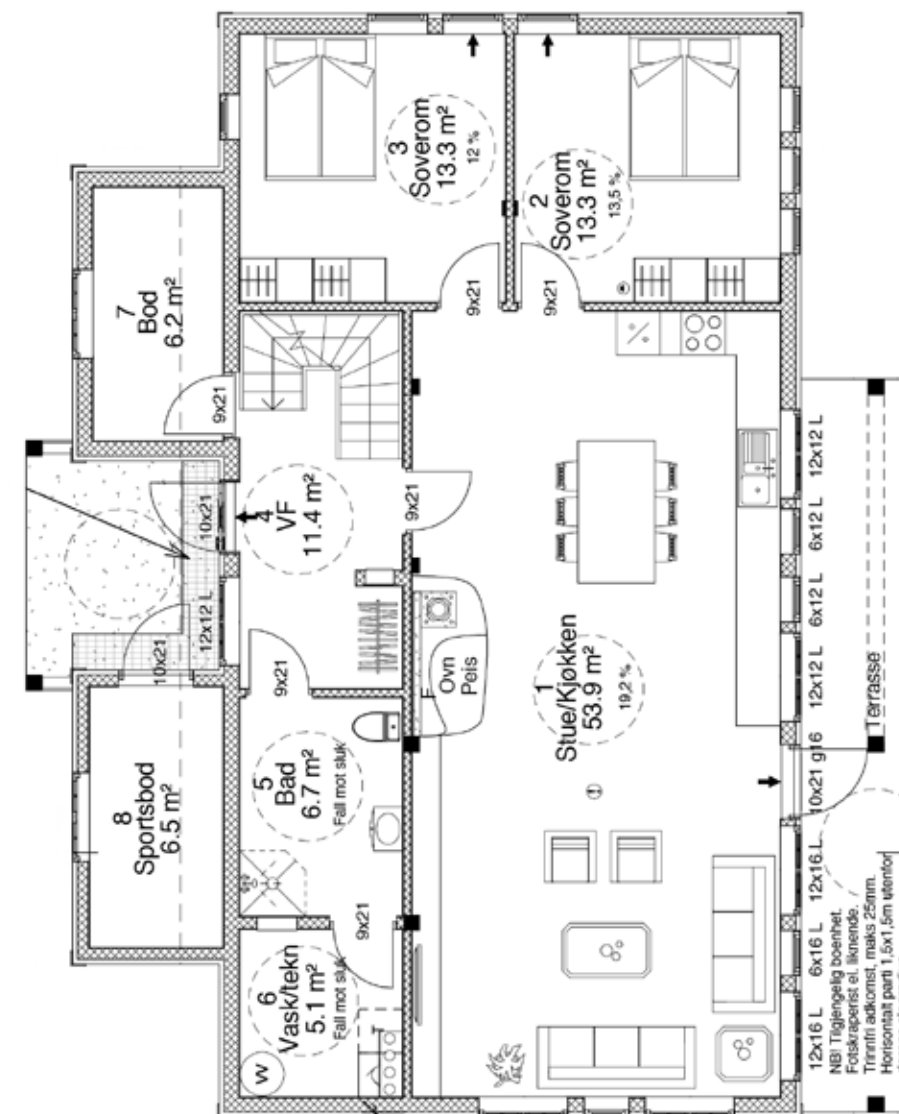 3
Soverom
13.3 m²
12 %
2
Soverom
13.3 m²
13,5 %
7
Bod
6.2 m²
9x21
9x21
9x21
4
VF
11.4 m²
10x21
9x21
12x12 L
10x21
9x21
8
Sportsbod
6.5 m²
5
Bad
6.7 m²
Fall mot sluk
9x21
6
Vask/tekn
5.1 m²
Fall mot sluk
W
Ovn
Peis
1
Stue/Kjøkken
53.9 m²
19,2 %
12x12 L
6x12 L
6x12 L
12x12 L
10x21 g16
12x16 L
6x16 L
12x16 L
Terrasse
NB! Tilgjengelig boenhet.
Fotskraperist el. liknende.
Trinnfri adkomst, maks 25mm.
Horisontalt parti 1,5x1,5m utenfor